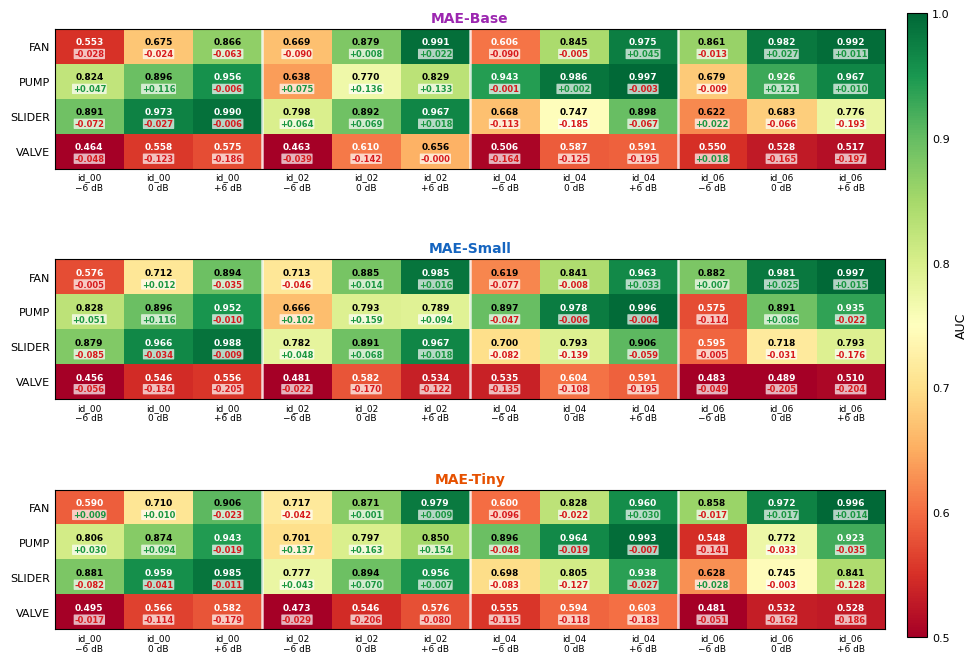 MAE-Base
FAN 0.553 0.675 0.866 0.669 0.879 0.991 0.606 0.845 0.975 0.861 0.982 0.992
-0.028 -0.024 -0.063 -0.090 +0.008 +0.022 -0.090 -0.005 +0.045 -0.013 +0.027 +0.011
PUMP 0.824 0.896 0.956 0.638 0.770 0.829 0.943 0.986 0.997 0.679 0.926 0.967
+0.047 +0.116 -0.006 +0.075 +0.136 +0.133 -0.001 +0.002 -0.003 -0.009 +0.121 +0.010
SLIDER 0.891 0.973 0.990 0.798 0.892 0.967 0.668 0.747 0.898 0.622 0.683 0.776
-0.072 -0.027 -0.006 +0.064 +0.069 +0.018 -0.113 -0.185 -0.067 +0.022 -0.066 -0.193
VALVE 0.464 0.558 0.575 0.463 0.610 0.656 0.506 0.587 0.591 0.550 0.528 0.517
-0.048 -0.123 -0.186 -0.039 -0.142 -0.000 -0.164 -0.125 -0.195 +0.018 -0.165 -0.197
id_00 id_00 id_00 id_02 id_02 id_02 id_04 id_04 id_04 id_06 id_06 id_06
−6 dB 0 dB +6 dB −6 dB 0 dB +6 dB −6 dB 0 dB +6 dB −6 dB 0 dB +6 dB
MAE-Small
FAN 0.576 0.712 0.894 0.713 0.885 0.985 0.619 0.841 0.963 0.882 0.981 0.997
-0.005 +0.012 -0.035 -0.046 +0.014 +0.016 -0.077 -0.008 +0.033 +0.007 +0.025 +0.015
PUMP 0.828 0.896 0.952 0.666 0.793 0.789 0.897 0.978 0.996 0.575 0.891 0.935
+0.051 +0.116 -0.010 +0.102 +0.159 +0.094 -0.047 -0.006 -0.004 -0.114 +0.086 -0.022
SLIDER 0.879 0.966 0.988 0.782 0.891 0.967 0.700 0.793 0.906 0.595 0.718 0.793
-0.085 -0.034 -0.009 +0.048 +0.068 +0.018 -0.082 -0.139 -0.059 -0.005 -0.031 -0.176
VALVE 0.456 0.546 0.556 0.481 0.582 0.534 0.535 0.604 0.591 0.483 0.489 0.510
-0.056 -0.134 -0.205 -0.022 -0.170 -0.122 -0.135 -0.108 -0.195 -0.049 -0.205 -0.204
id_00 id_00 id_00 id_02 id_02 id_02 id_04 id_04 id_04 id_06 id_06 id_06
−6 dB 0 dB +6 dB −6 dB 0 dB +6 dB −6 dB 0 dB +6 dB −6 dB 0 dB +6 dB
MAE-Tiny
FAN 0.590 0.710 0.906 0.717 0.871 0.979 0.600 0.828 0.960 0.858 0.972 0.996
+0.009 +0.010 -0.023 -0.042 +0.001 +0.009 -0.096 -0.022 +0.030 -0.017 +0.017 +0.014
PUMP 0.806 0.874 0.943 0.701 0.797 0.850 0.896 0.964 0.993 0.548 0.772 0.923
+0.030 +0.094 -0.019 +0.137 +0.163 +0.154 -0.048 -0.019 -0.007 -0.141 -0.033 -0.035
SLIDER 0.881 0.959 0.985 0.777 0.894 0.956 0.698 0.805 0.938 0.628 0.745 0.841
-0.082 -0.041 -0.011 +0.043 +0.070 +0.007 -0.083 -0.127 -0.027 +0.028 -0.003 -0.128
VALVE 0.495 0.566 0.582 0.473 0.546 0.576 0.555 0.594 0.603 0.481 0.532 0.528
-0.017 -0.114 -0.179 -0.029 -0.206 -0.080 -0.115 -0.118 -0.183 -0.051 -0.162 -0.186
id_00 id_00 id_00 id_02 id_02 id_02 id_04 id_04 id_04 id_06 id_06 id_06
−6 dB 0 dB +6 dB −6 dB 0 dB +6 dB −6 dB 0 dB +6 dB −6 dB 0 dB +6 dB
1.0
0.9
0.8
0.7
0.6
0.5
AUC